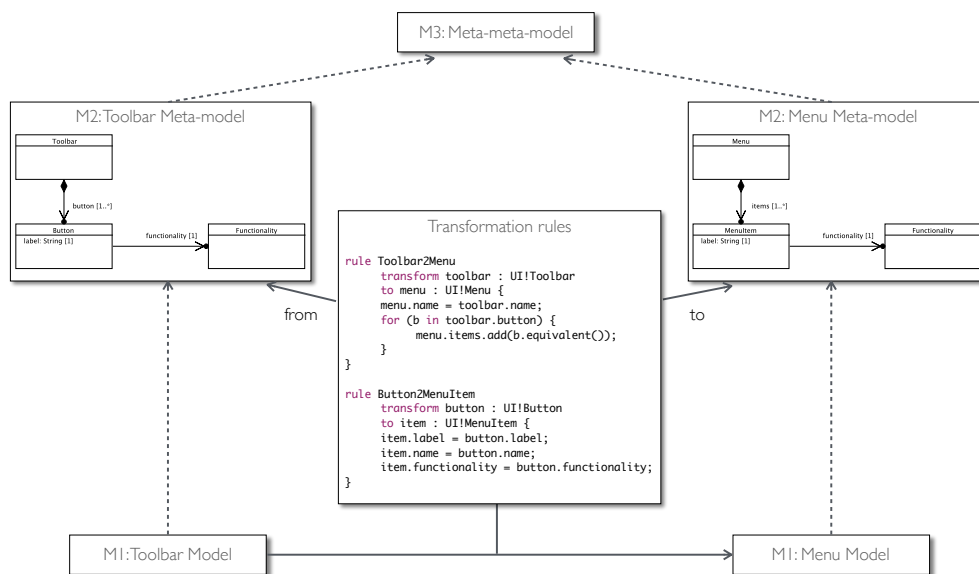 M3: Meta-meta-model
M2: Toolbar Meta-model
Toolbar
button [1..*]
Button
label: String [1]
functionality [1]
Functionality
M2: Menu Meta-model
Menu
items [1..*]
MenuItem
label: String [1]
functionality [1]
Functionality
Transformation rules
rule Toolbar2Menu
transform toolbar : UI!Toolbar
to menu : UI!Menu {
menu.name = toolbar.name;
for (b in toolbar.button) {
menu.items.add(b.equivalent());
}
}
rule Button2MenuItem
transform button : UI!Button
to item : UI!MenuItem {
item.label = button.label;
item.name = button.name;
item.functionality = button.functionality;
}
from
to
M1: Toolbar Model
M1: Menu Model